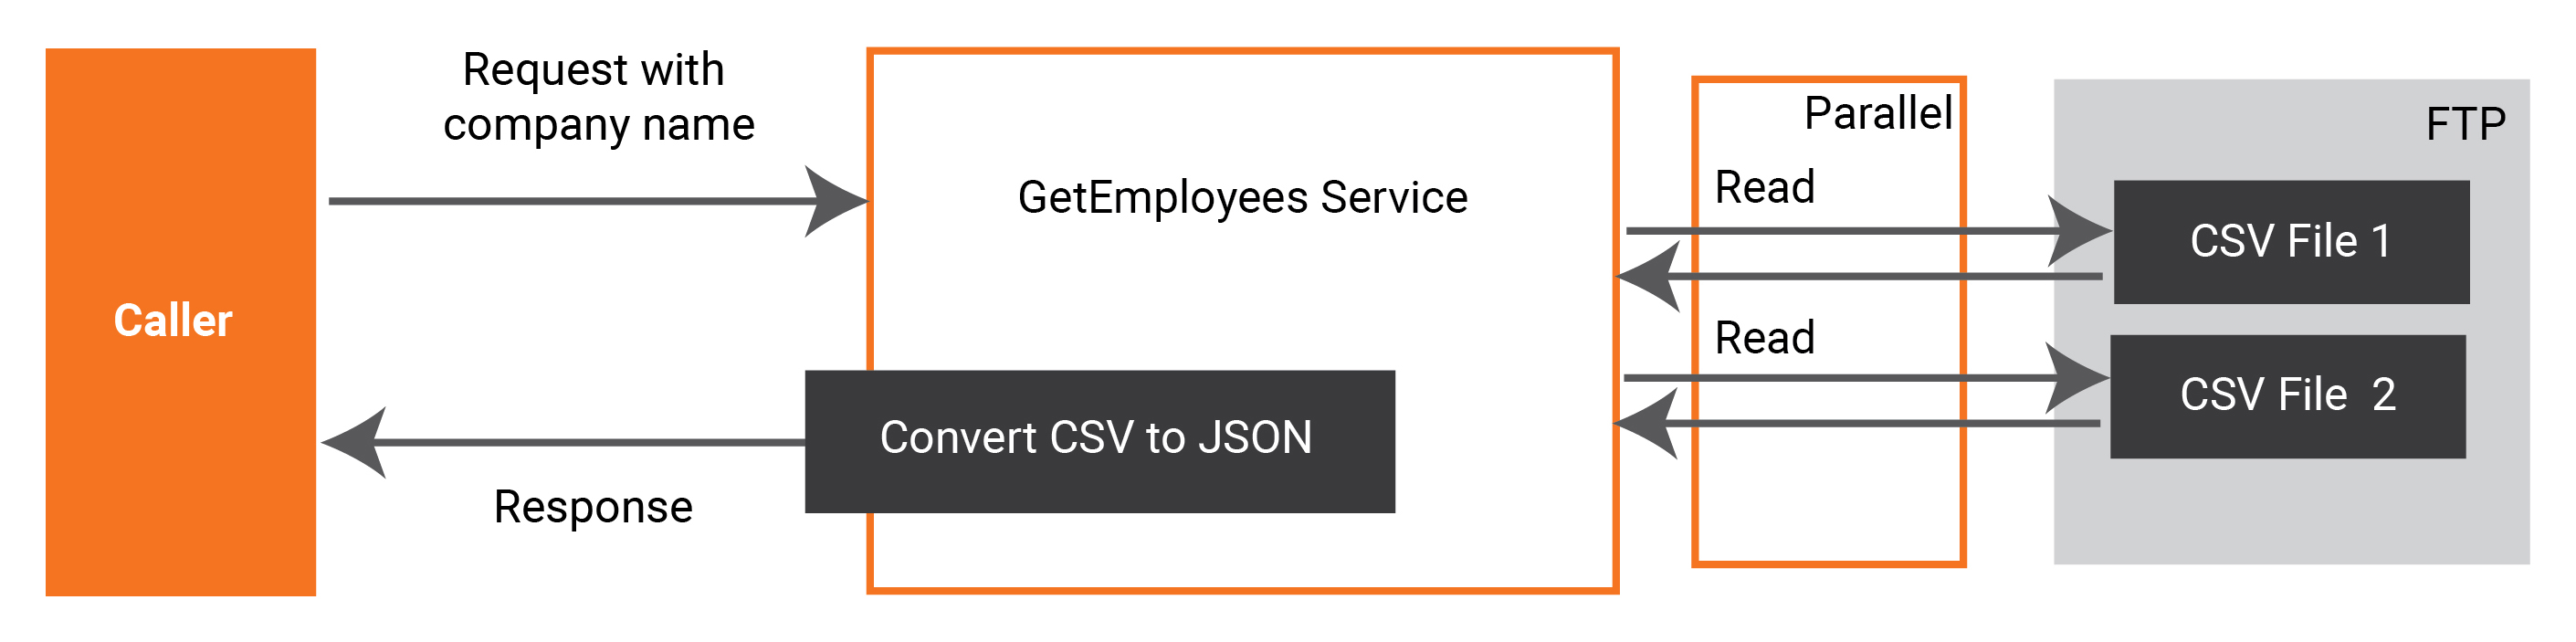 Caller
Request with
company name
GetEmployees Service
Convert CSV to JSON
Response
Parallel
Read
Read
FTP
CSV File 1
CSV File  2